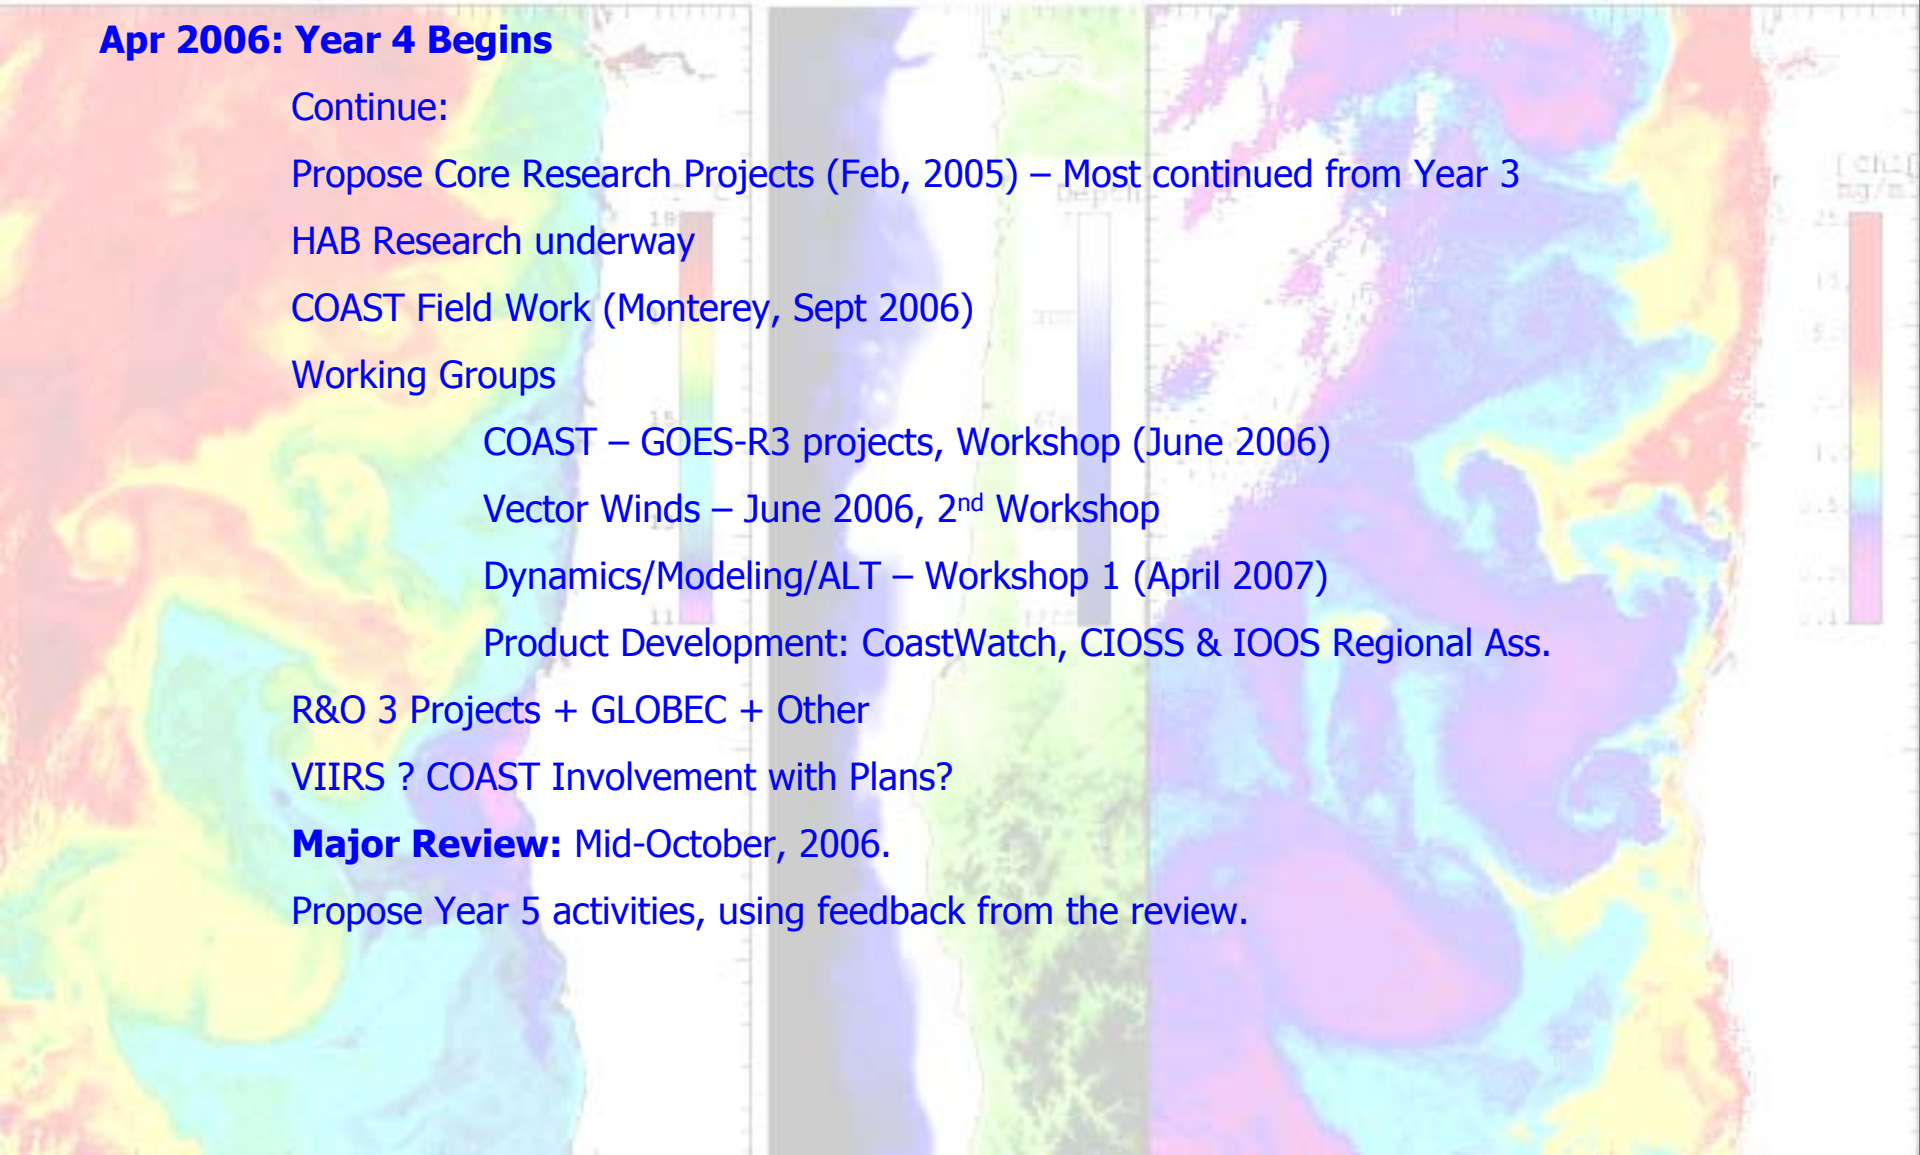 Apr 2006: Year 4 Begins
Continue:
Propose Core Research Projects (Feb, 2005) – Most continued from Year 3
HAB Research underway
COAST Field Work (Monterey, Sept 2006)
Working Groups
COAST – GOES-R3 projects, Workshop (June 2006)
Vector Winds – June 2006, 2nd Workshop
Dynamics/Modeling/ALT – Workshop 1 (April 2007)
Product Development: CoastWatch, CIOSS & IOOS Regional Ass.
R&O 3 Projects + GLOBEC + Other
VIIRS ? COAST Involvement with Plans?
Major Review: Mid-October, 2006.
Propose Year 5 activities, using feedback from the review.
Depth
15
11